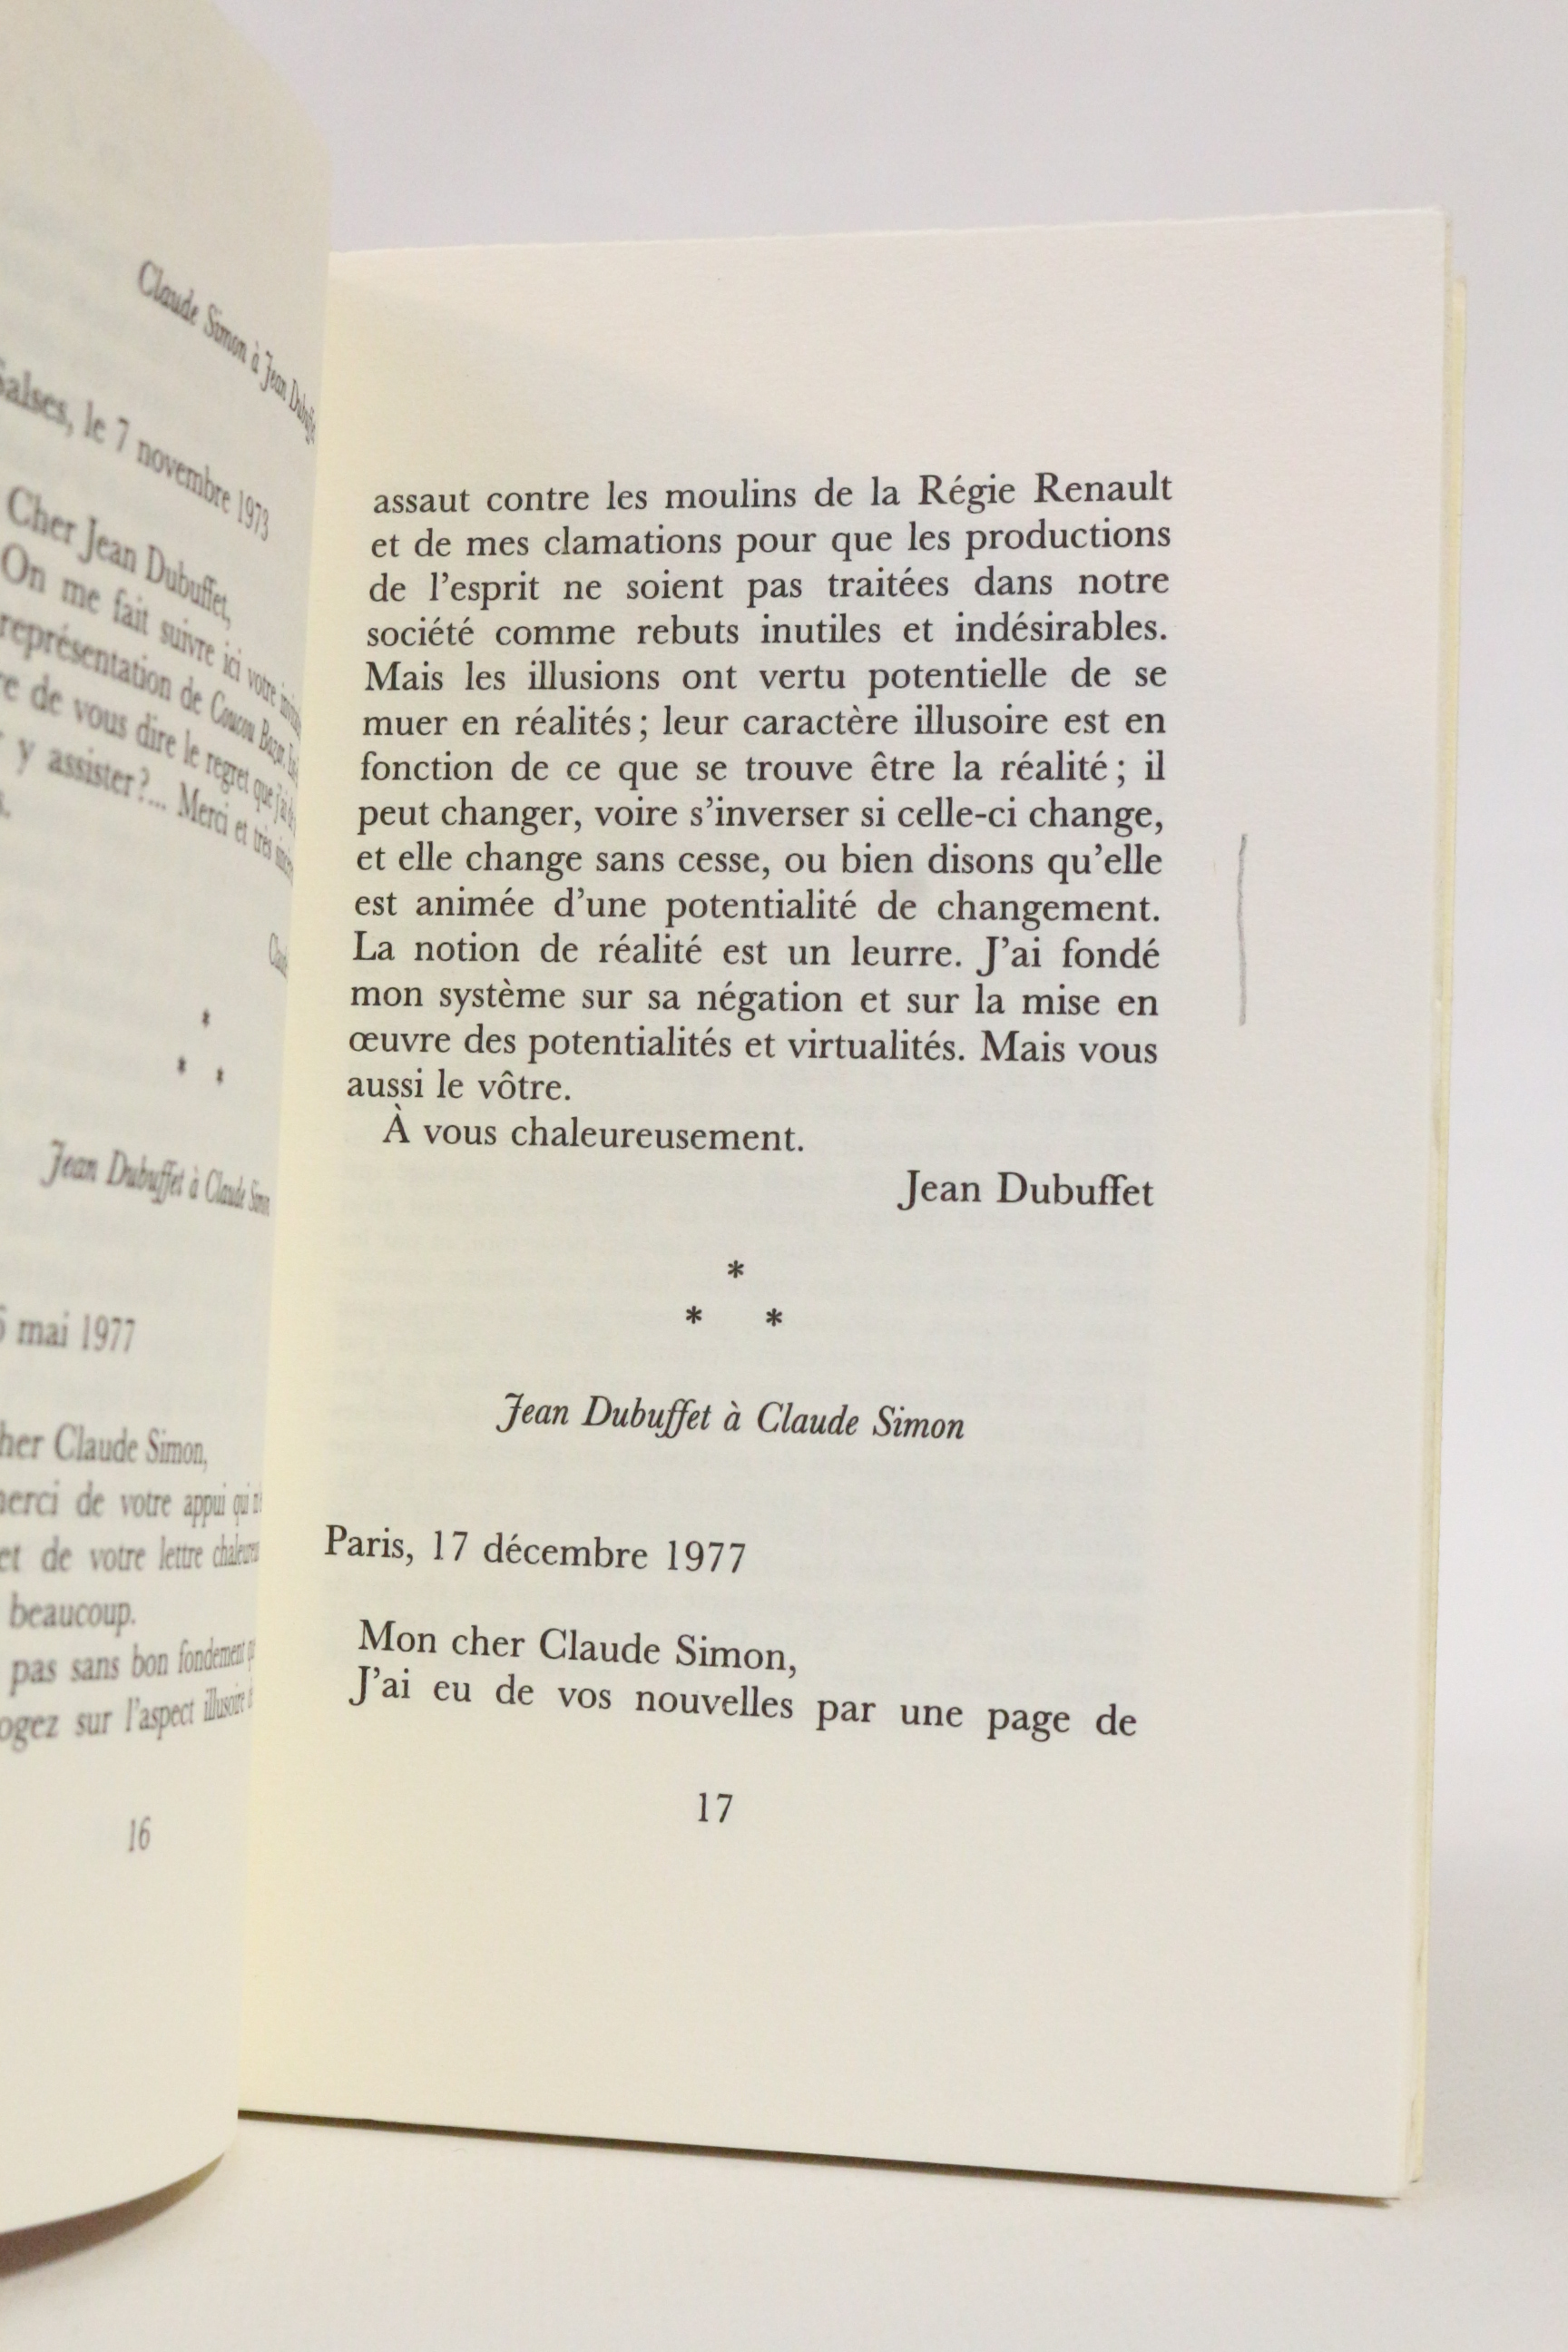 Claude Simon à Jean
Salses, le 7 novembre 1973
Cher Jean Dubuffet,
On me fait suivre ici votre
représentation de Coucou Bazar.
de vous dire le regret que j'ai
y assister ?... Merci et très
*
* *
Jean Dubuffet à Claude Simon
mai 1977
Claude Simon,
de votre appui qui
et de votre lettre
beaucoup.
pas sans bon fondement
sur l'aspect illusoire
16
assaut contre les moulins de la Régie Renault
et de mes clamations pour que les productions
de l'esprit ne soient pas traitées dans notre
société comme rebuts inutiles et indésirables.
Mais les illusions ont vertu potentielle de se
muer en réalités ; leur caractère illusoire est en
fonction de ce que se trouve être la réalité ; il
peut changer, voire s'inverser si celle-ci change,
et elle change sans cesse, ou bien disons qu'elle
est animée d'une potentialité de changement.
La notion de réalité est un leurre. J'ai fondé
mon système sur sa négation et sur la mise en
œuvre des potentialités et virtualités. Mais vous
aussi le vôtre.
À vous chaleureusement.
Jean Dubuffet
*
* *
Jean Dubuffet à Claude Simon
Paris, 17 décembre 1977
Mon cher Claude Simon,
J'ai eu de vos nouvelles par une page de
17